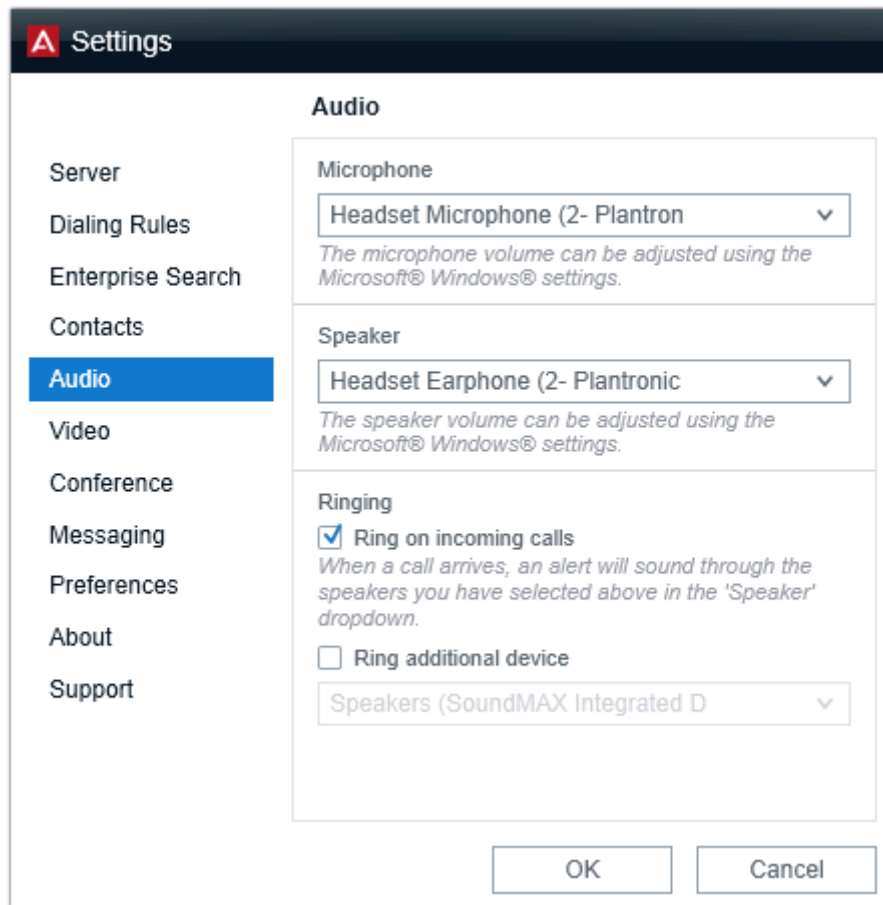 Settings
Audio
Server
Dialing Rules
Enterprise Search
Contacts
Audio
Video
Conference
Messaging
Preferences
About
Support
Microphone
Headset Microphone (2- Plantron
The microphone volume can be adjusted using the
Microsoft® Windows® settings.
Speaker
Headset Earphone (2- Plantronic
The speaker volume can be adjusted using the
Microsoft® Windows® settings.
Ringing
Ring on incoming calls
When a call arrives, an alert will sound through the
speakers you have selected above in the 'Speaker'
dropdown.
Ring additional device
Speakers (SoundMAX Integrated D
OK
Cancel